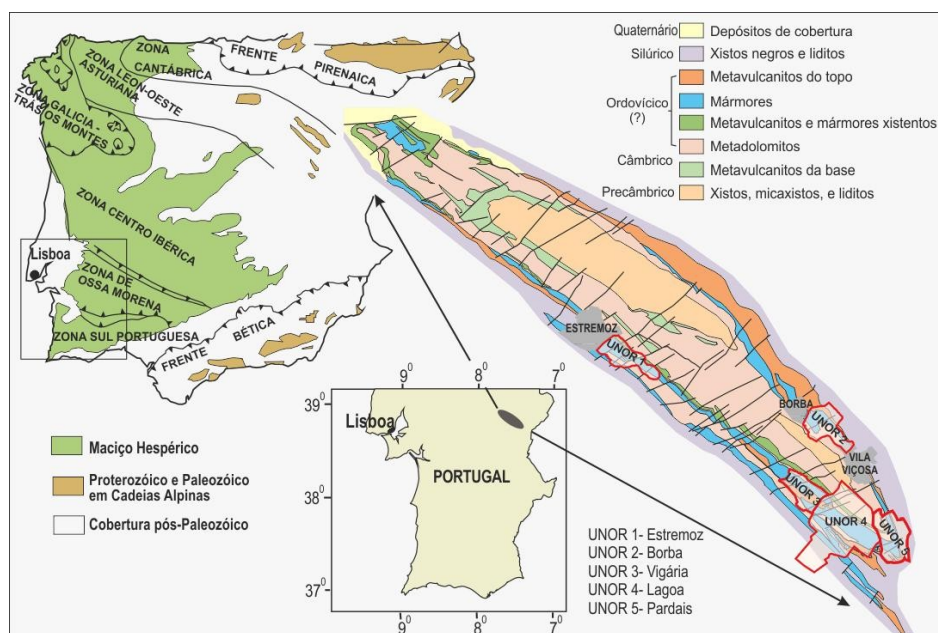 ZONA
CANTÁBRICA
ZONA LEON-OESTE
ASTURIANA
ZONA GALICIA -
TRÁS OS MONTES
FRENTE
PIRENAICA
ZONA CENTRO IBÉRICA
Lisboa
ZONA DE
OSSA MORENA
ZONA SUL PORTUGUESA
FRENTE
BÉTICA
Maciço Hespérico
Proterozóico e Paleozóico
em Cadeias Alpinas
Cobertura pós-Paleozóico
Quaternário
Depósitos de cobertura
Silúrico
Xistos negros e liditos
Metavulcanitos do topo
Ordovícico
(?)
Mármores
Metavulcanitos e mármores xistentos
Metadolomitos
Câmbrico
Metavulcanitos da base
Precâmbrico
Xistos, micaxistos, e liditos
ESTREMOZ
UNOR 1
BORBA
UNOR 2
VILA
VIÇOSA
UNOR 3
UNOR 4
UNOR 5
9⁰
8⁰
7⁰
39⁰
Lisboa
PORTUGAL
38⁰
37⁰
9⁰
8⁰
7⁰
UNOR 1- Estremoz
UNOR 2- Borba
UNOR 3- Vigária
UNOR 4- Lagoa
UNOR 5- Pardais